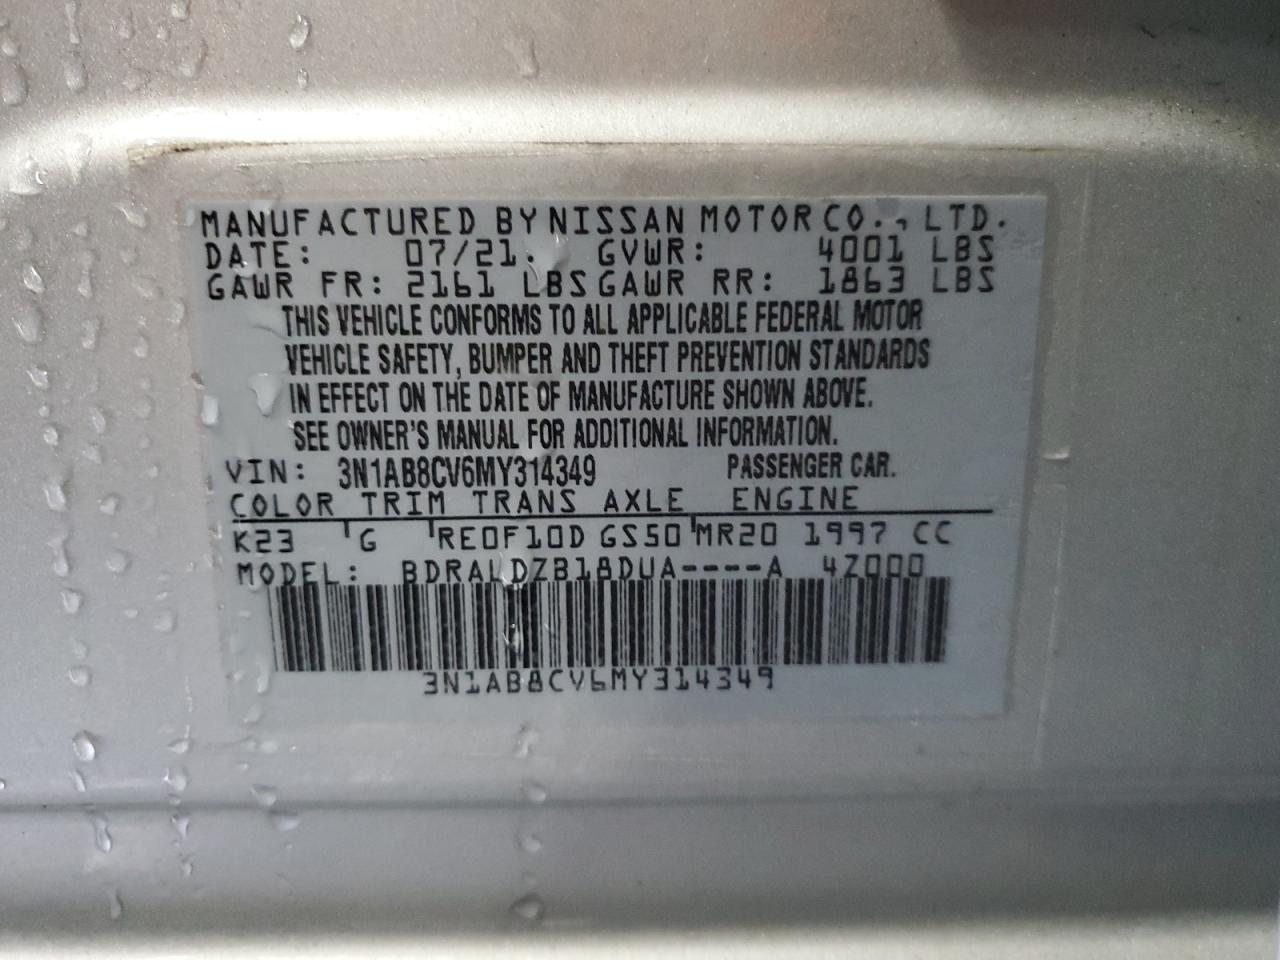 MANUFACTURED BY NISSAN MOTOR CO., LTD.
DATE: 07/21. GVWR: 4001 LBS
GAWR FR: 2161 LBS GAWR RR: 1863 LBS
THIS VEHICLE CONFORMS TO ALL APPLICABLE FEDERAL MOTOR
VEHICLE SAFETY, BUMPER AND THEFT PREVENTION STANDARDS
IN EFFECT ON THE DATE OF MANUFACTURE SHOWN ABOVE.
SEE OWNER'S MANUAL FOR ADDITIONAL INFORMATION.
VIN: 3N1AB8CV6MY314349 PASSENGER CAR.
COLOR TRIM TRANS AXLE ENGINE
K23 G RE0F10D GS50 MR20 1997 CC
MODEL: BDRALDZB18DUA----A 4Z000
3N1AB8CV6MY314349